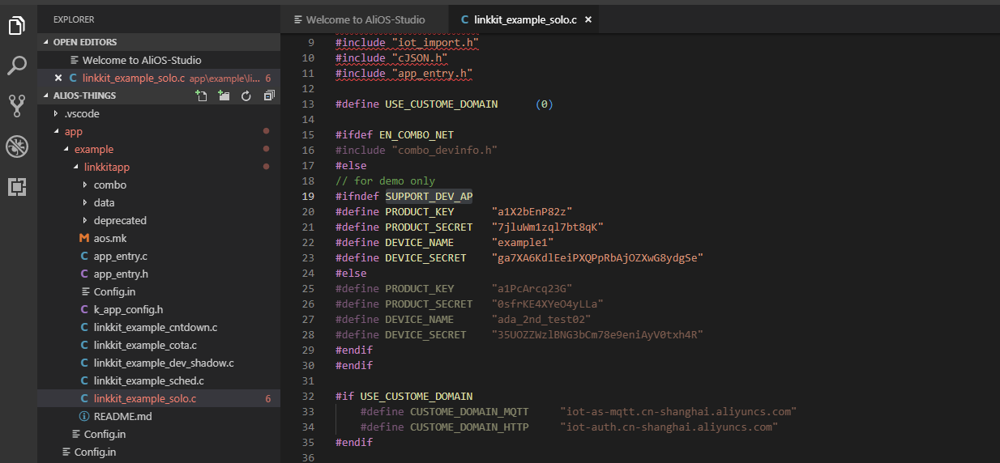 EXPLORER
OPEN EDITORS
Welcome to AliOS-Studio
C linkkit_example_solo.c app\example\li... 6
ALIOS-THINGS
.vscode
app
example
linkkitapp
combo
data
deprecated
M aos.mk
C app_entry.c
C app_entry.h
Config.in
C k_app_config.h
C linkkit_example_cntdown.c
C linkkit_example_cota.c
C linkkit_example_dev_shadow.c
C linkkit_example_sched.c
C linkkit_example_solo.c 6
README.md
Config.in
Config.in
Welcome to AliOS-Studio
C linkkit_example_solo.c
9 #include "iot_import.h"
10 #include "cJSON.h"
11 #include "app_entry.h"
12
13 #define USE_CUSTOME_DOMAIN (0)
14
15 #ifdef EN_COMBO_NET
16 #include "combo_devinfo.h"
17 #else
18 // for demo only
19 #ifndef SUPPORT_DEV_AP
20 #define PRODUCT_KEY "a1X2bEnP82z"
21 #define PRODUCT_SECRET "7jluWm1zql7bt8qK"
22 #define DEVICE_NAME "example1"
23 #define DEVICE_SECRET "ga7XA6KdlEeiPXQPpRbAjOZXwG8ydgSe"
24 #else
25 #define PRODUCT_KEY "a1PcArcq23G"
26 #define PRODUCT_SECRET "0sfrKE4XYeO4yLLa"
27 #define DEVICE_NAME "ada_2nd_test02"
28 #define DEVICE_SECRET "35UOZZWzlBNG3bCm78e9eniAyV0txh4R"
29 #endif
30 #endif
31
32 #if USE_CUSTOME_DOMAIN
33 #define CUSTOME_DOMAIN_MQTT "iot-as-mqtt.cn-shanghai.aliyuncs.com"
34 #define CUSTOME_DOMAIN_HTTP "iot-auth.cn-shanghai.aliyuncs.com"
35 #endif
36